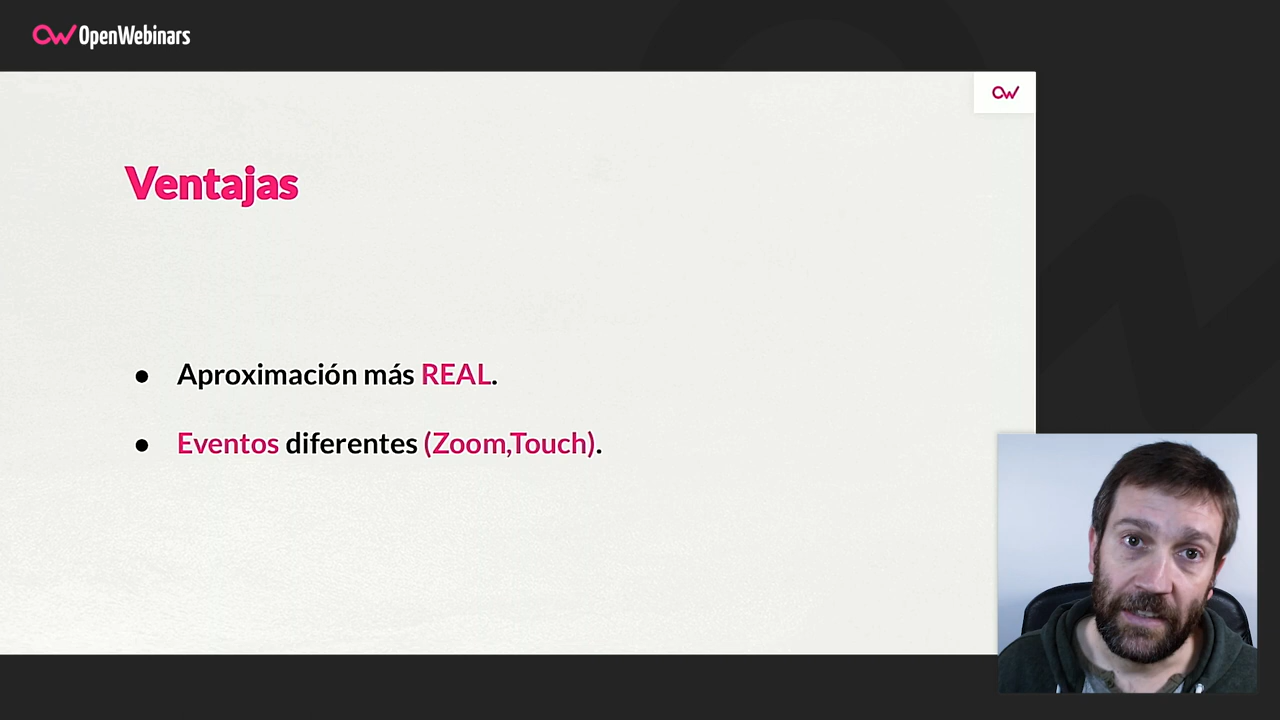 OpenWebinars
Ventajas
● Aproximación más REAL.
● Eventos diferentes (Zoom,Touch).